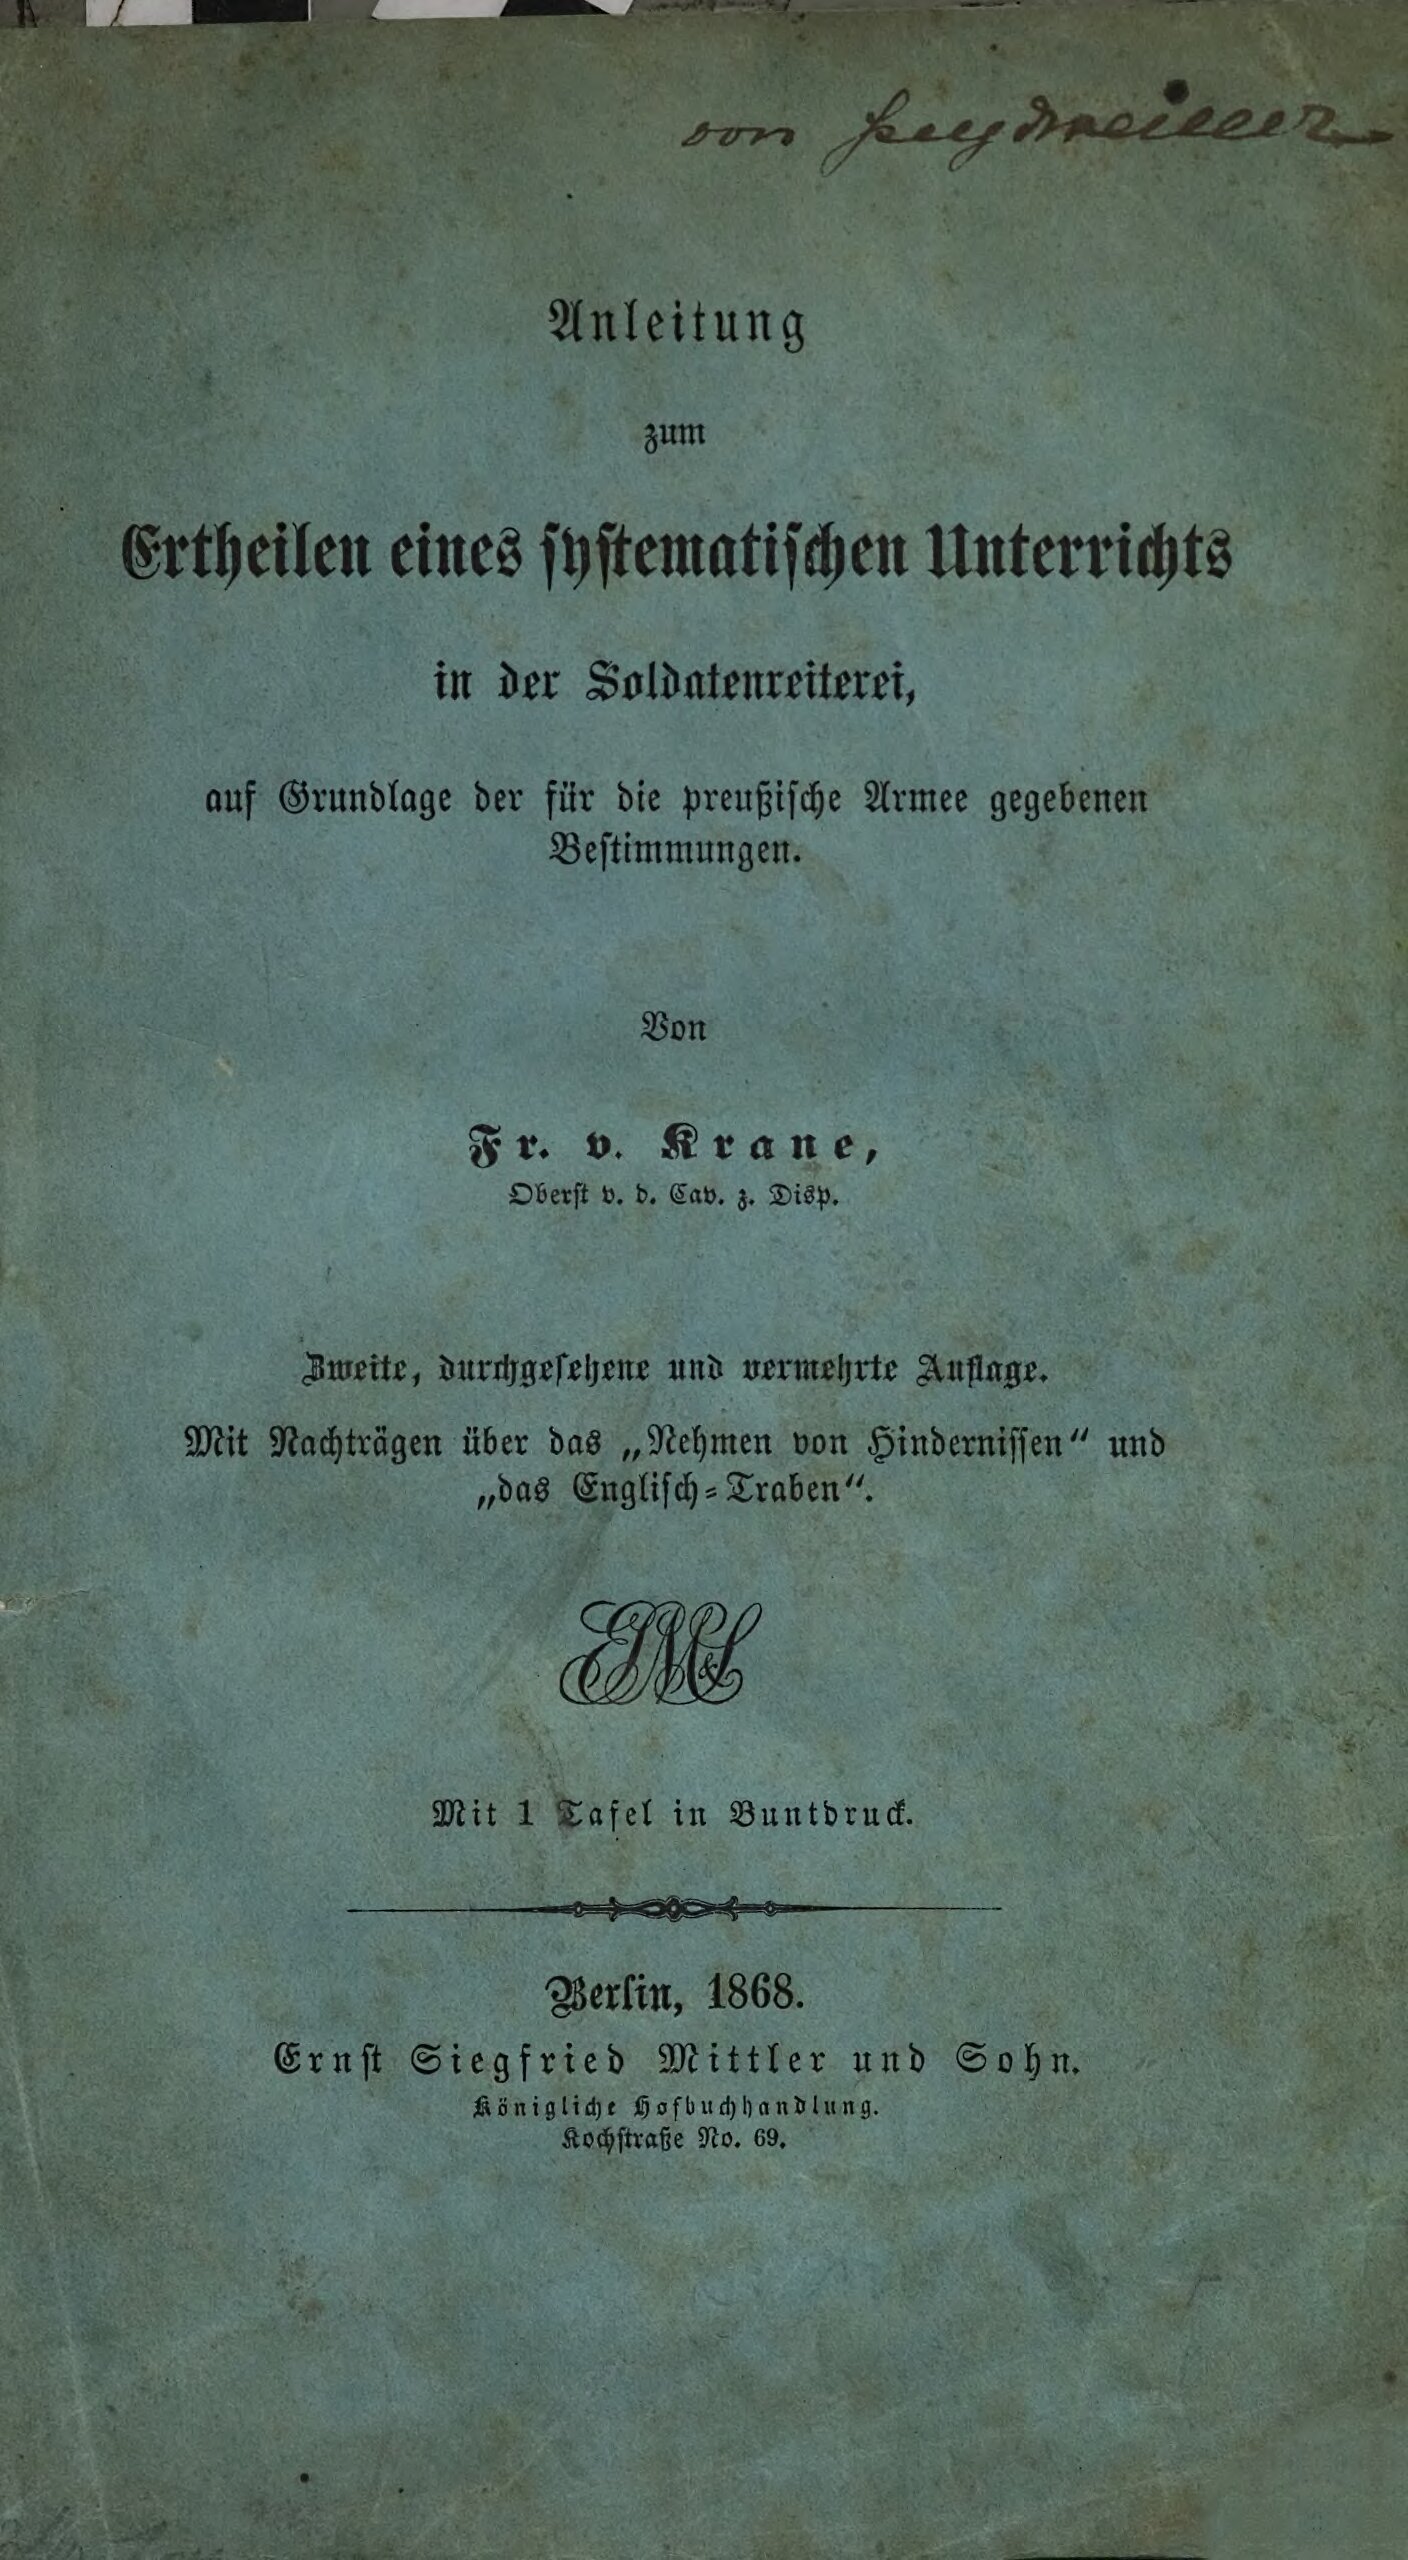 von
Anleitung
zum
Ertheilen eines systematischen Unterrichts
in der Soldatenreiterei,
auf Grundlage der für die preußische Armee gegebenen
Bestimmungen.
Von
Fr. v. Krane,
Oberst v. d. Cav. z. Disp.
Zweite, durchgesehene und vermehrte Auflage.
Mit Nachträgen über das „Nehmen von Hindernissen“ und
„das Englisch-Traben“.
Mit 1 Tafel in Buntdruck.
Berlin, 1868.
Ernst Siegfried Mittler und Sohn.
Königliche Hofbuchhandlung.
Kochstraße No. 69.